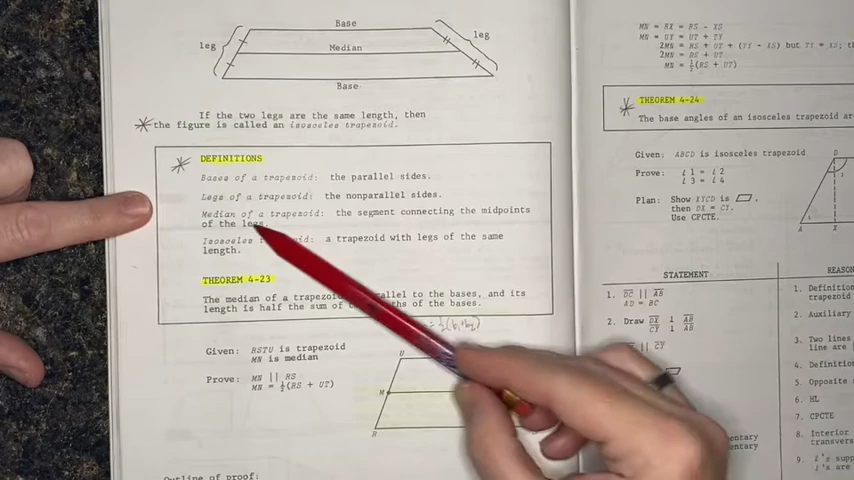 Base
leg
leg
Median
Base
If the two legs are the same length, then
the figure is called an isosceles trapezoid.
DEFINITIONS
Bases of a trapezoid: the parallel sides.
Legs of a trapezoid: the nonparallel sides.
Median of a trapezoid: the segment connecting the midpoints
of the legs.
Isosceles a trapezoid with legs of the same
length.
THEOREM 4-23
The median of a trapezoid parallel to the bases, and its
length is half the sum of of the bases.
= ½(b₁+b₂)
Given: RSTU is trapezoid
MN is median
Prove: MN || RS
MN = ½(RS + UT)
U
M
R
Outline of proof:
MN = RX = RS - XS
MN = UY = UT + TY
2MN = RS + UT + (TY - XS) but TY = XS;
2MN = RS + UT
MN = ½(RS + UT)
THEOREM 4-24
The base angles of an isosceles trapezoid
Given: ABCD is isosceles trapezoid
Prove: ∠1 = ∠2
∠3 = ∠4
Plan: Show XYCD is ▱
then DX = CY.
Use CPCTE.
D
3
1
A
X
STATEMENT
1. DC || AB
AD = BC
2. Draw DX ⊥ AB
CY ⊥ AB
|| CY
1. Definition
trapezoid
2. Auxiliary
3. Two lines
line are
4. Definition
5. Opposite
6. HL
7. CPCTE
8. Interior
transvers
9. ∠'s supp
∠'s are